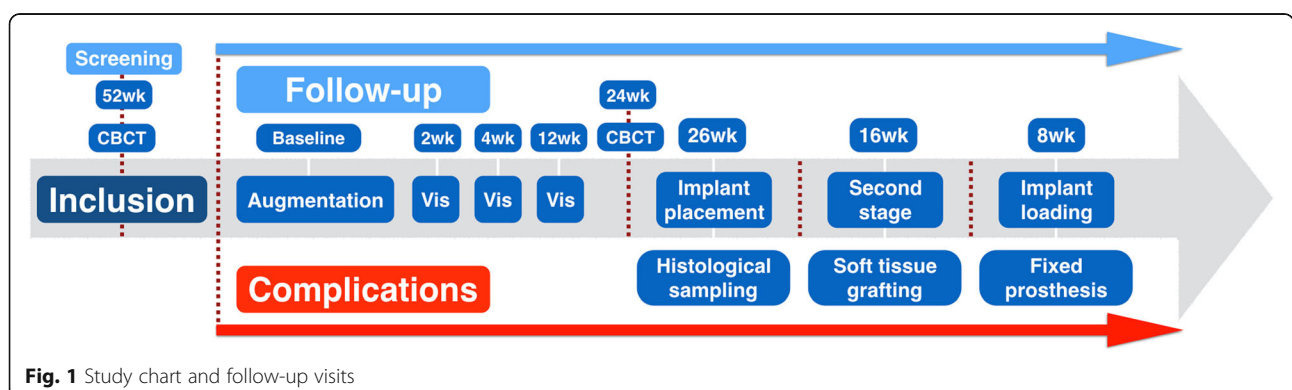 Screening
52wk
CBCT
Inclusion
Follow-up
Baseline
2wk
4wk
12wk
24wk
CBCT
26wk
16wk
8wk
Augmentation
Vis
Vis
Vis
Implant
placement
Second
stage
Implant
loading
Complications
Histological
sampling
Soft tissue
grafting
Fixed
prosthesis
Fig. 1 Study chart and follow-up visits